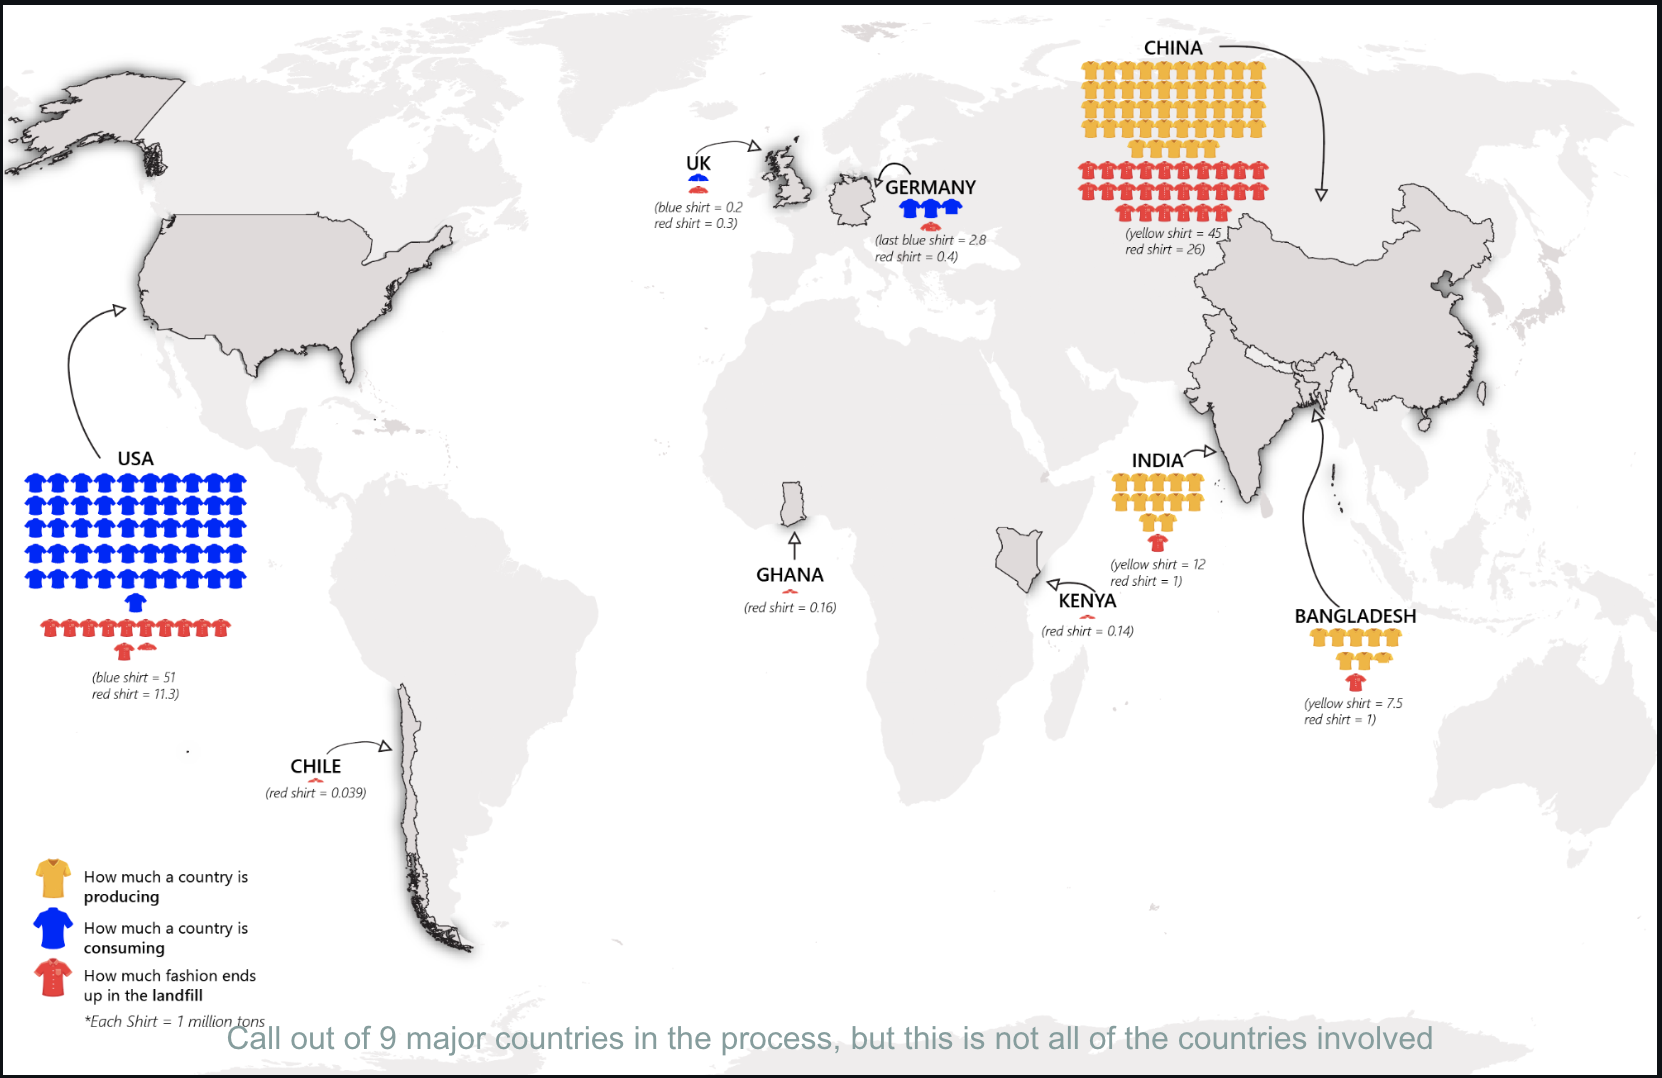 CHINA
(yellow shirt = 45
red shirt = 26)
UK
(blue shirt = 0.2
red shirt = 0.3)
GERMANY
(last blue shirt = 2.8
red shirt = 0.4)
USA
(blue shirt = 51
red shirt = 11.3)
INDIA
(yellow shirt = 12
red shirt = 1)
GHANA
(red shirt = 0.16)
KENYA
(red shirt = 0.14)
BANGLADESH
(yellow shirt = 7.5
red shirt = 1)
CHILE
(red shirt = 0.039)
How much a country is
producing
How much a country is
consuming
How much fashion ends
up in the landfill
*Each Shirt = 1 million tons
Call out of 9 major countries in the process, but this is not all of the countries involved